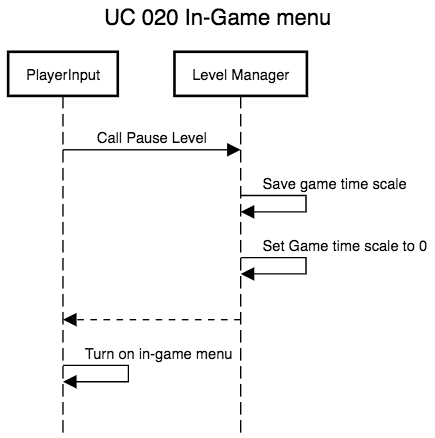 UC 020 In-Game menu
PlayerInput
Level Manager
Call Pause Level
Save game time scale
Set Game time scale to 0
Turn on in-game menu